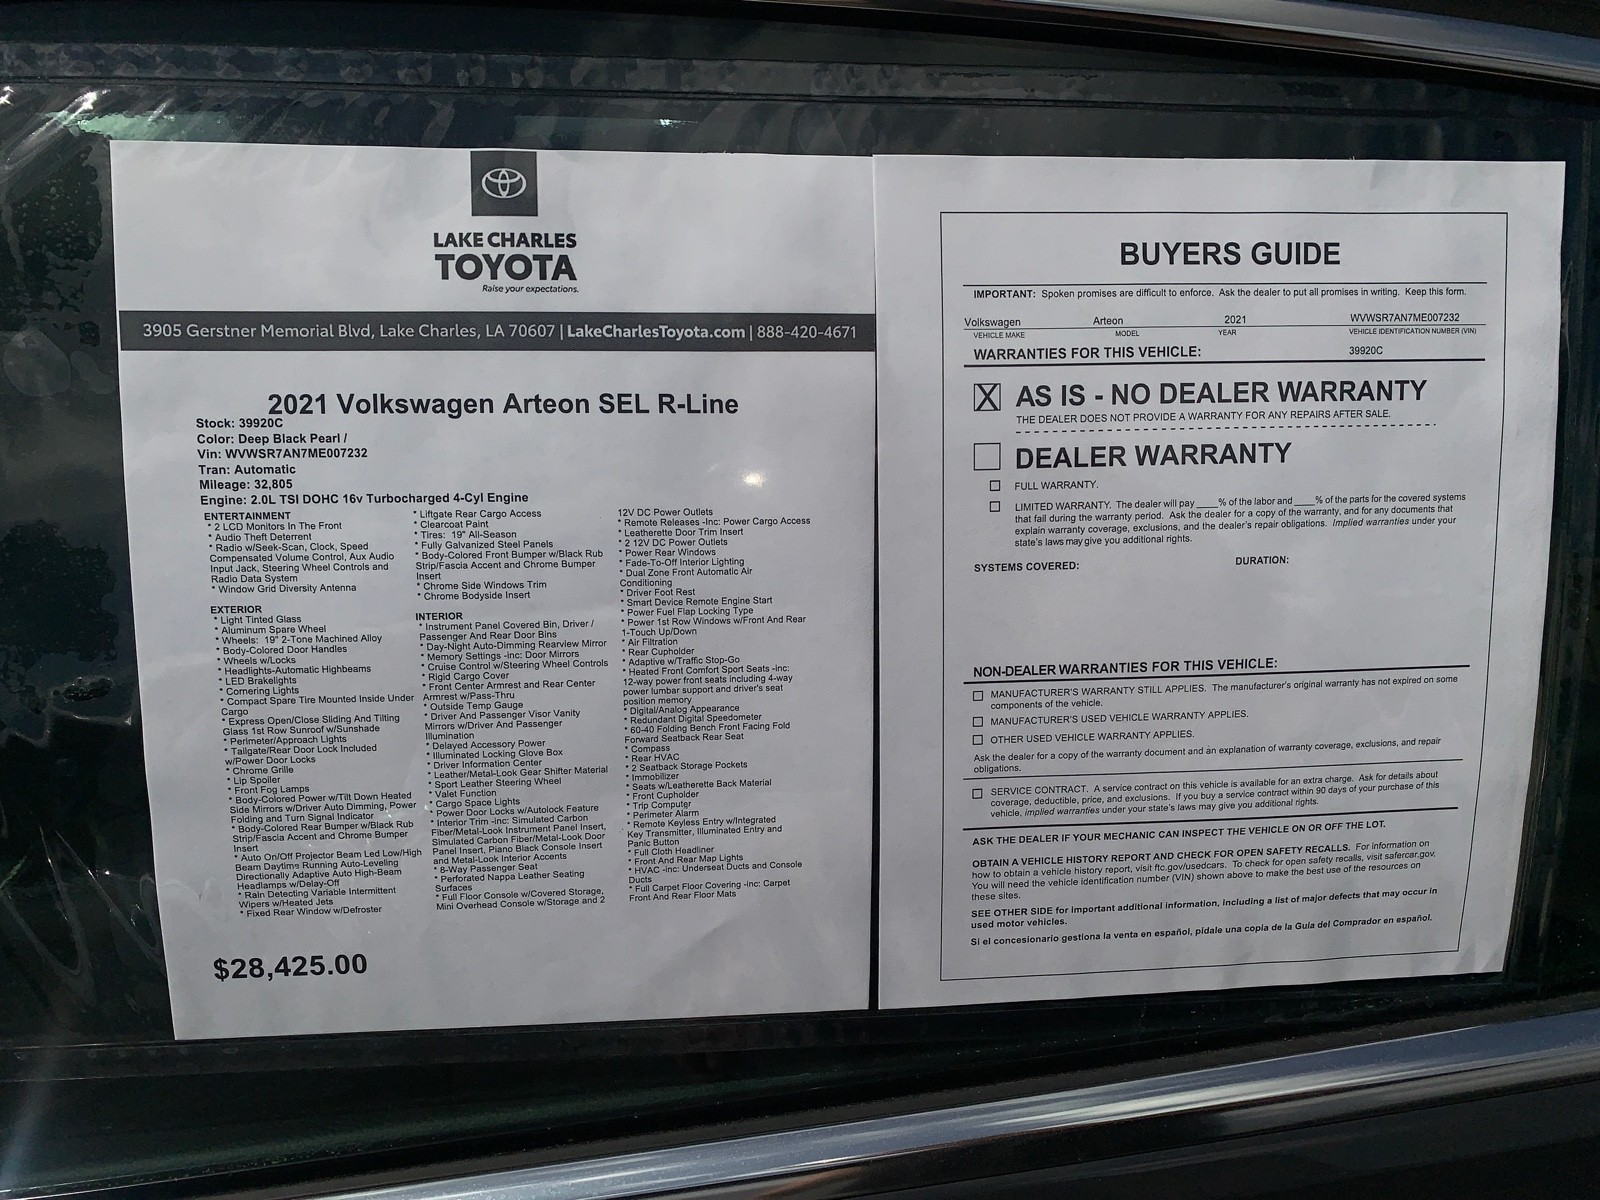 LAKE CHARLES
TOYOTA
Raise your expectations.
3905 Gerstner Memorial Blvd, Lake Charles, LA 70607 | LakeCharlesToyota.com | 888-420-4671
2021 Volkswagen Arteon SEL R-Line
Stock: 39920C
Color: Deep Black Pearl /
Vin: WVWSR7AN7ME007232
Tran: Automatic
Mileage: 32,805
Engine: 2.0L TSI DOHC 16v Turbocharged 4-Cyl Engine
ENTERTAINMENT
* 2 LCD Monitors In The Front
* Audio Theft Deterrent
* Radio w/Seek-Scan, Clock, Speed
Compensated Volume Control, Aux Audio
Input Jack, Steering Wheel Controls and
Radio Data System
* Window Grid Diversity Antenna
EXTERIOR
* Light Tinted Glass
* Aluminum Spare Wheel
* Wheels: 19" 2-Tone Machined Alloy
* Body-Colored Door Handles
* Wheels w/Locks
* Headlights-Automatic Highbeams
* LED Brakelights
* Cornering Lights
* Compact Spare Tire Mounted Inside Under
Cargo
* Express Open/Close Sliding And Tilting
Glass 1st Row Sunroof w/Sunshade
* Perimeter/Approach Lights
* Tailgate/Rear Door Lock Included
w/Power Door Locks
* Chrome Grille
* Lip Spoiler
* Front Fog Lamps
* Body-Colored Power w/Tilt Down Heated
Side Mirrors w/Driver Auto Dimming, Power
Folding and Turn Signal Indicator
* Body-Colored Rear Bumper w/Black Rub
Strip/Fascia Accent and Chrome Bumper
Insert
* Auto On/Off Projector Beam Led Low/High
Beam Daytime Running Auto-Leveling
Directionally Adaptive Auto High-Beam
Headlamps w/Delay-Off
* Rain Detecting Variable Intermittent
Wipers w/Heated Jets
* Fixed Rear Window w/Defroster
* Liftgate Rear Cargo Access
* Clearcoat Paint
* Tires: 19" All-Season
* Fully Galvanized Steel Panels
* Body-Colored Front Bumper w/Black Rub
Strip/Fascia Accent and Chrome Bumper
Insert
* Chrome Side Windows Trim
* Chrome Bodyside Insert
INTERIOR
* Instrument Panel Covered Bin, Driver /
Passenger And Rear Door Bins
* Day-Night Auto-Dimming Rearview Mirror
* Memory Settings -inc: Door Mirrors
* Cruise Control w/Steering Wheel Controls
* Rigid Cargo Cover
* Front Center Armrest and Rear Center
Armrest w/Pass-Thru
* Outside Temp Gauge
* Driver And Passenger Visor Vanity
Mirrors w/Driver And Passenger
Illumination
* Delayed Accessory Power
* Illuminated Locking Glove Box
* Driver Information Center
* Leather/Metal-Look Gear Shifter Material
* Sport Leather Steering Wheel
* Valet Function
* Cargo Space Lights
* Power Door Locks w/Autolock Feature
* Interior Trim -inc: Simulated Carbon
Fiber/Metal-Look Instrument Panel Insert,
Simulated Carbon Fiber/Metal-Look Door
Panel Insert, Piano Black Console Insert
and Metal-Look Interior Accents
* 8-Way Passenger Seat
* Perforated Nappa Leather Seating
Surfaces
* Full Floor Console w/Covered Storage,
Mini Overhead Console w/Storage and 2
12V DC Power Outlets
* Remote Releases -Inc: Power Cargo Access
* Leatherette Door Trim Insert
* 2 12V DC Power Outlets
* Power Rear Windows
* Fade-To-Off Interior Lighting
* Dual Zone Front Automatic Air
Conditioning
* Driver Foot Rest
* Smart Device Remote Engine Start
* Power Fuel Flap Locking Type
* Power 1st Row Windows w/Front And Rear
1-Touch Up/Down
* Air Filtration
* Rear Cupholder
* Adaptive w/Traffic Stop-Go
* Heated Front Comfort Sport Seats -inc:
12-way power front seats including 4-way
power lumbar support and driver's seat
position memory
* Digital/Analog Appearance
* Redundant Digital Speedometer
* 60-40 Folding Bench Front Facing Fold
Forward Seatback Rear Seat
* Compass
* Rear HVAC
* 2 Seatback Storage Pockets
* Immobilizer
* Seats w/Leatherette Back Material
* Front Cupholder
* Trip Computer
* Perimeter Alarm
* Remote Keyless Entry w/Integrated
Key Transmitter, Illuminated Entry and
Panic Button
* Full Cloth Headliner
* Front And Rear Map Lights
* HVAC -inc: Underseat Ducts and Console
Ducts
* Full Carpet Floor Covering -inc: Carpet
Front And Rear Floor Mats
$28,425.00
BUYERS GUIDE
IMPORTANT: Spoken promises are difficult to enforce. Ask the dealer to put all promises in writing. Keep this form.
Volkswagen Arteon 2021 WVWSR7AN7ME007232
VEHICLE MAKE MODEL YEAR VEHICLE IDENTIFICATION NUMBER (VIN)
WARRANTIES FOR THIS VEHICLE: 39920C
X AS IS - NO DEALER WARRANTY
THE DEALER DOES NOT PROVIDE A WARRANTY FOR ANY REPAIRS AFTER SALE.
DEALER WARRANTY
FULL WARRANTY.
LIMITED WARRANTY. The dealer will pay ____% of the labor and ____% of the parts for the covered systems
that fail during the warranty period. Ask the dealer for a copy of the warranty, and for any documents that
explain warranty coverage, exclusions, and the dealer's repair obligations. Implied warranties under your
state's laws may give you additional rights.
SYSTEMS COVERED: DURATION:
NON-DEALER WARRANTIES FOR THIS VEHICLE:
MANUFACTURER'S WARRANTY STILL APPLIES. The manufacturer's original warranty has not expired on some
components of the vehicle.
MANUFACTURER'S USED VEHICLE WARRANTY APPLIES.
OTHER USED VEHICLE WARRANTY APPLIES.
Ask the dealer for a copy of the warranty document and an explanation of warranty coverage, exclusions, and repair
obligations.
SERVICE CONTRACT. A service contract on this vehicle is available for an extra charge. Ask for details about
coverage, deductible, price, and exclusions. If you buy a service contract within 90 days of your purchase of this
vehicle, implied warranties under your state's laws may give you additional rights.
ASK THE DEALER IF YOUR MECHANIC CAN INSPECT THE VEHICLE ON OR OFF THE LOT.
OBTAIN A VEHICLE HISTORY REPORT AND CHECK FOR OPEN SAFETY RECALLS. For information on
how to obtain a vehicle history report, visit ftc.gov/usedcars. To check for open safety recalls, visit safercar.gov.
You will need the vehicle identification number (VIN) shown above to make the best use of the resources on
these sites.
SEE OTHER SIDE for important additional information, including a list of major defects that may occur in
used motor vehicles.
Si el concesionario gestiona la venta en español, pídale una copia de la Guía del Comprador en español.